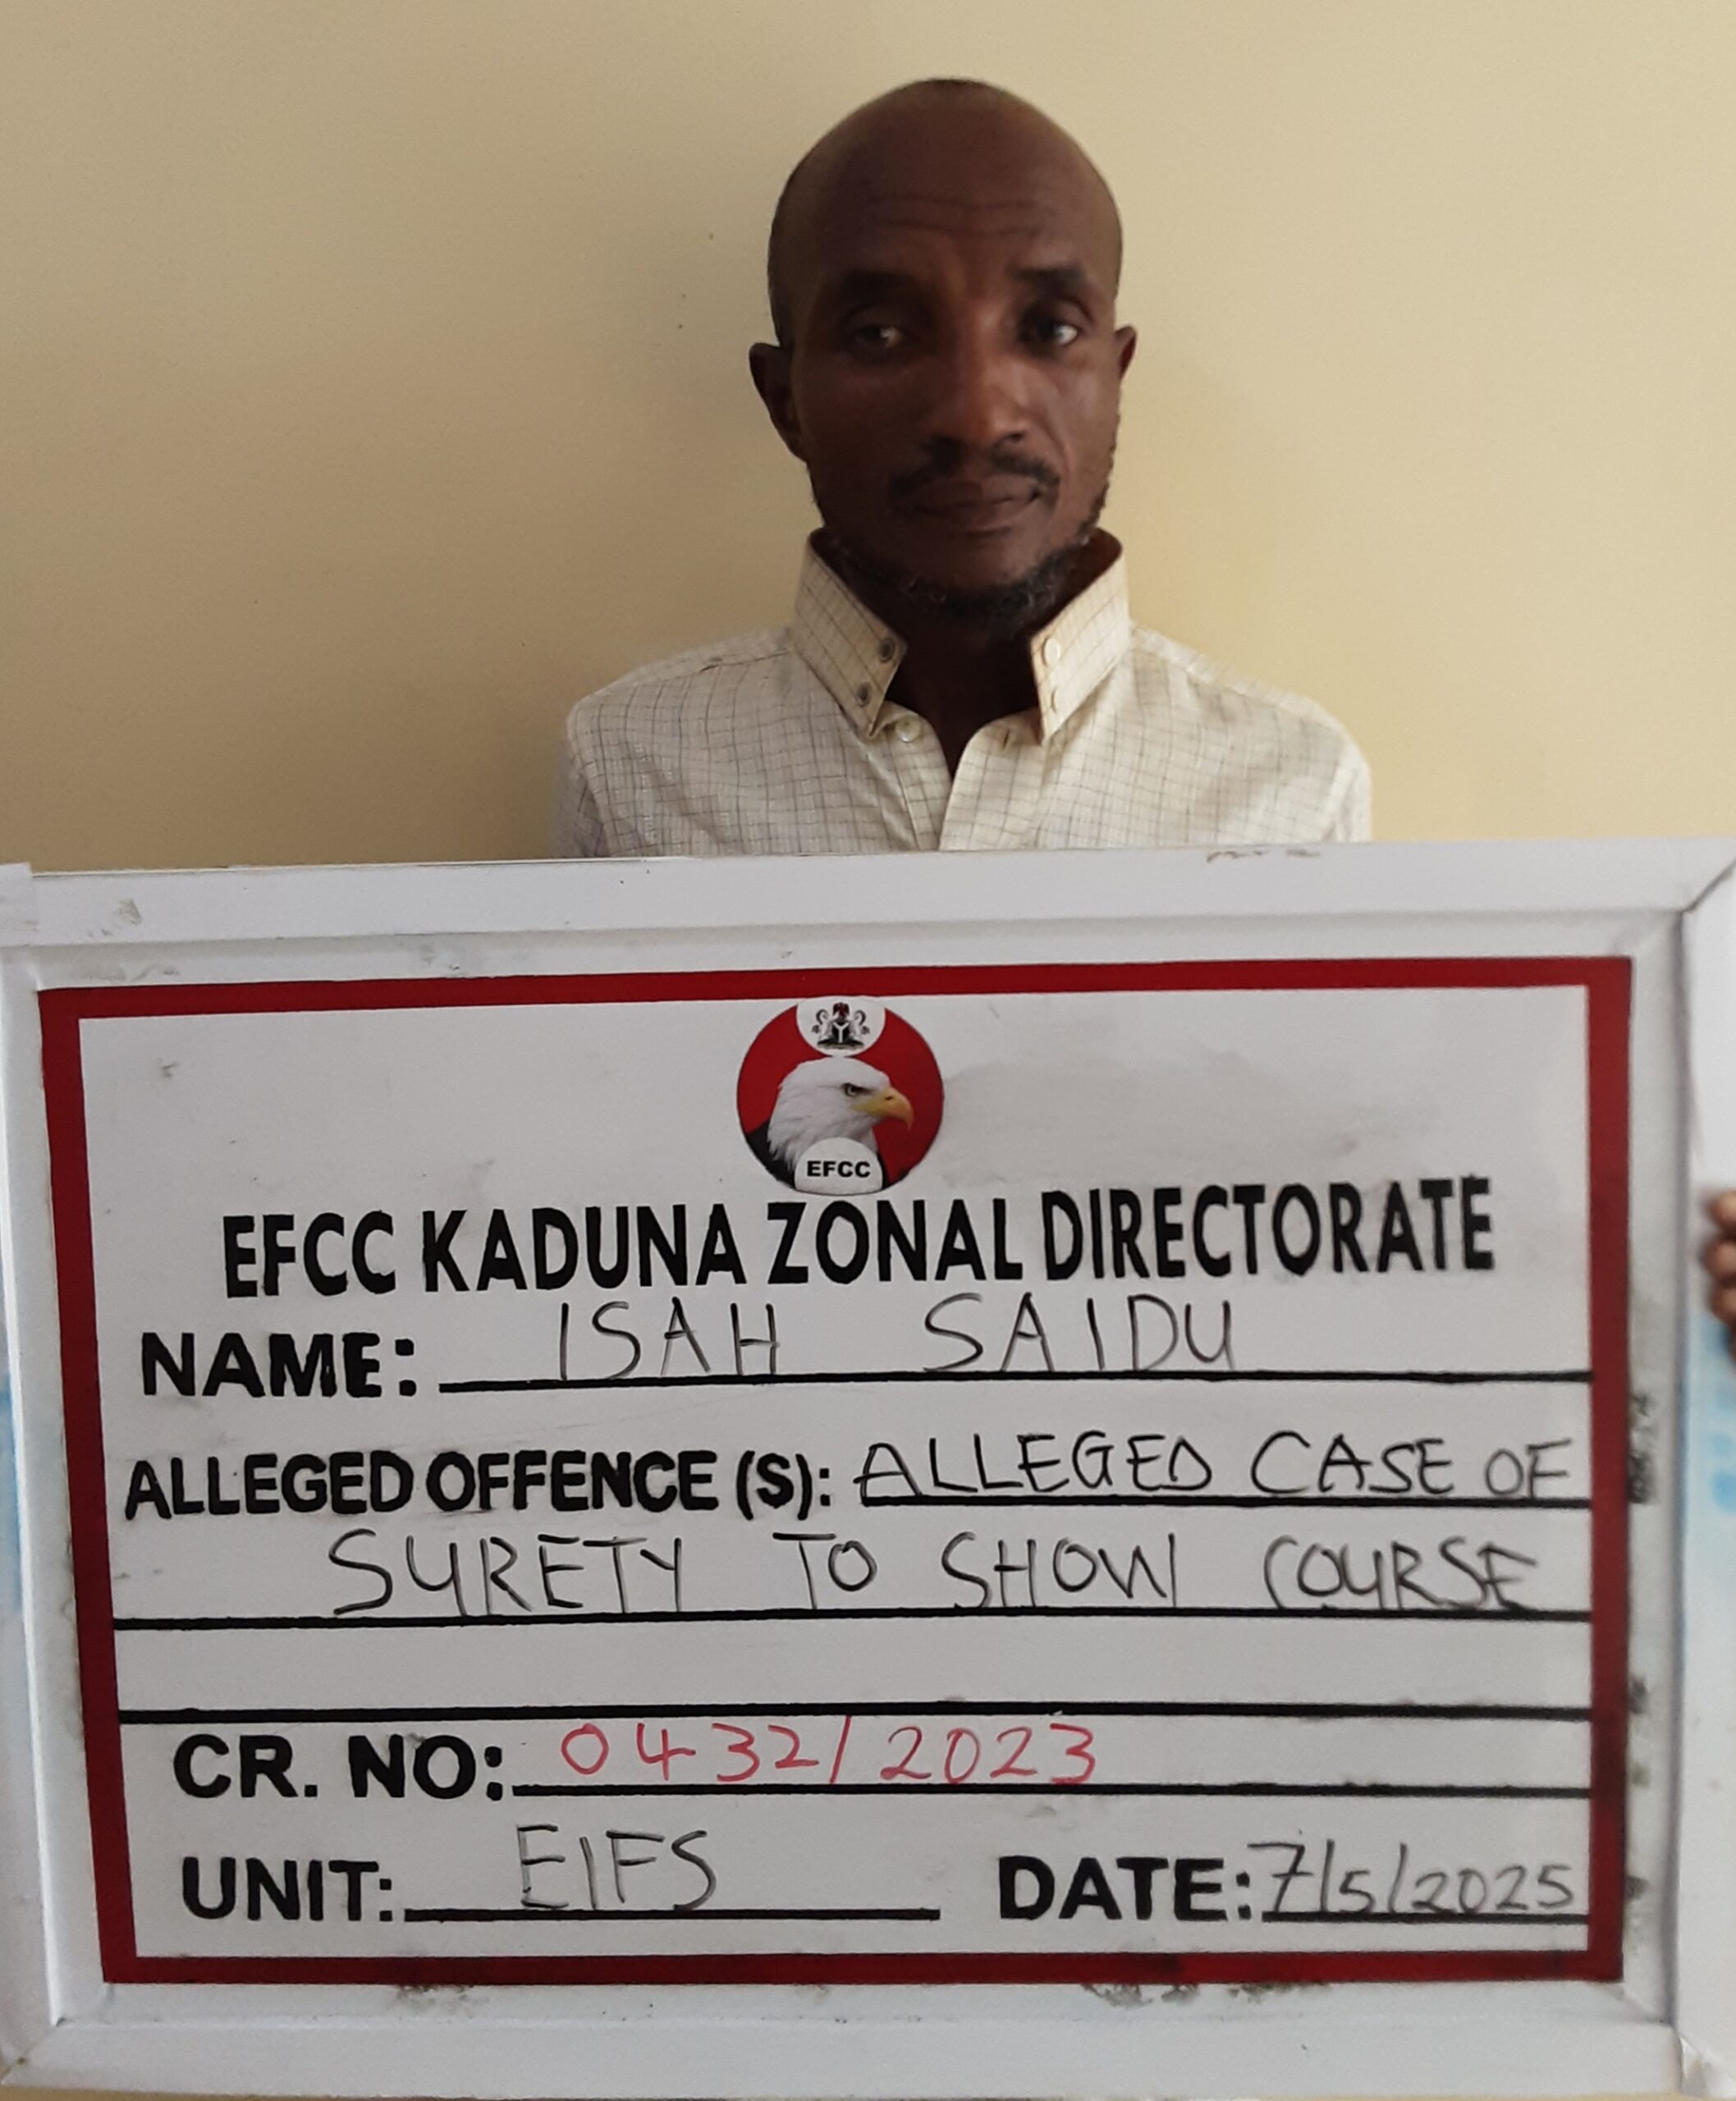 EFCC
EFCC KADUNA ZONAL DIRECTORATE
NAME: ISAH SAIDU
ALLEGED OFFENCE (S): ALLEGED CASE OF
SURETY TO SHOW COURSE
CR. NO: 0432/2023
UNIT: EIFS DATE: 7/5/2025